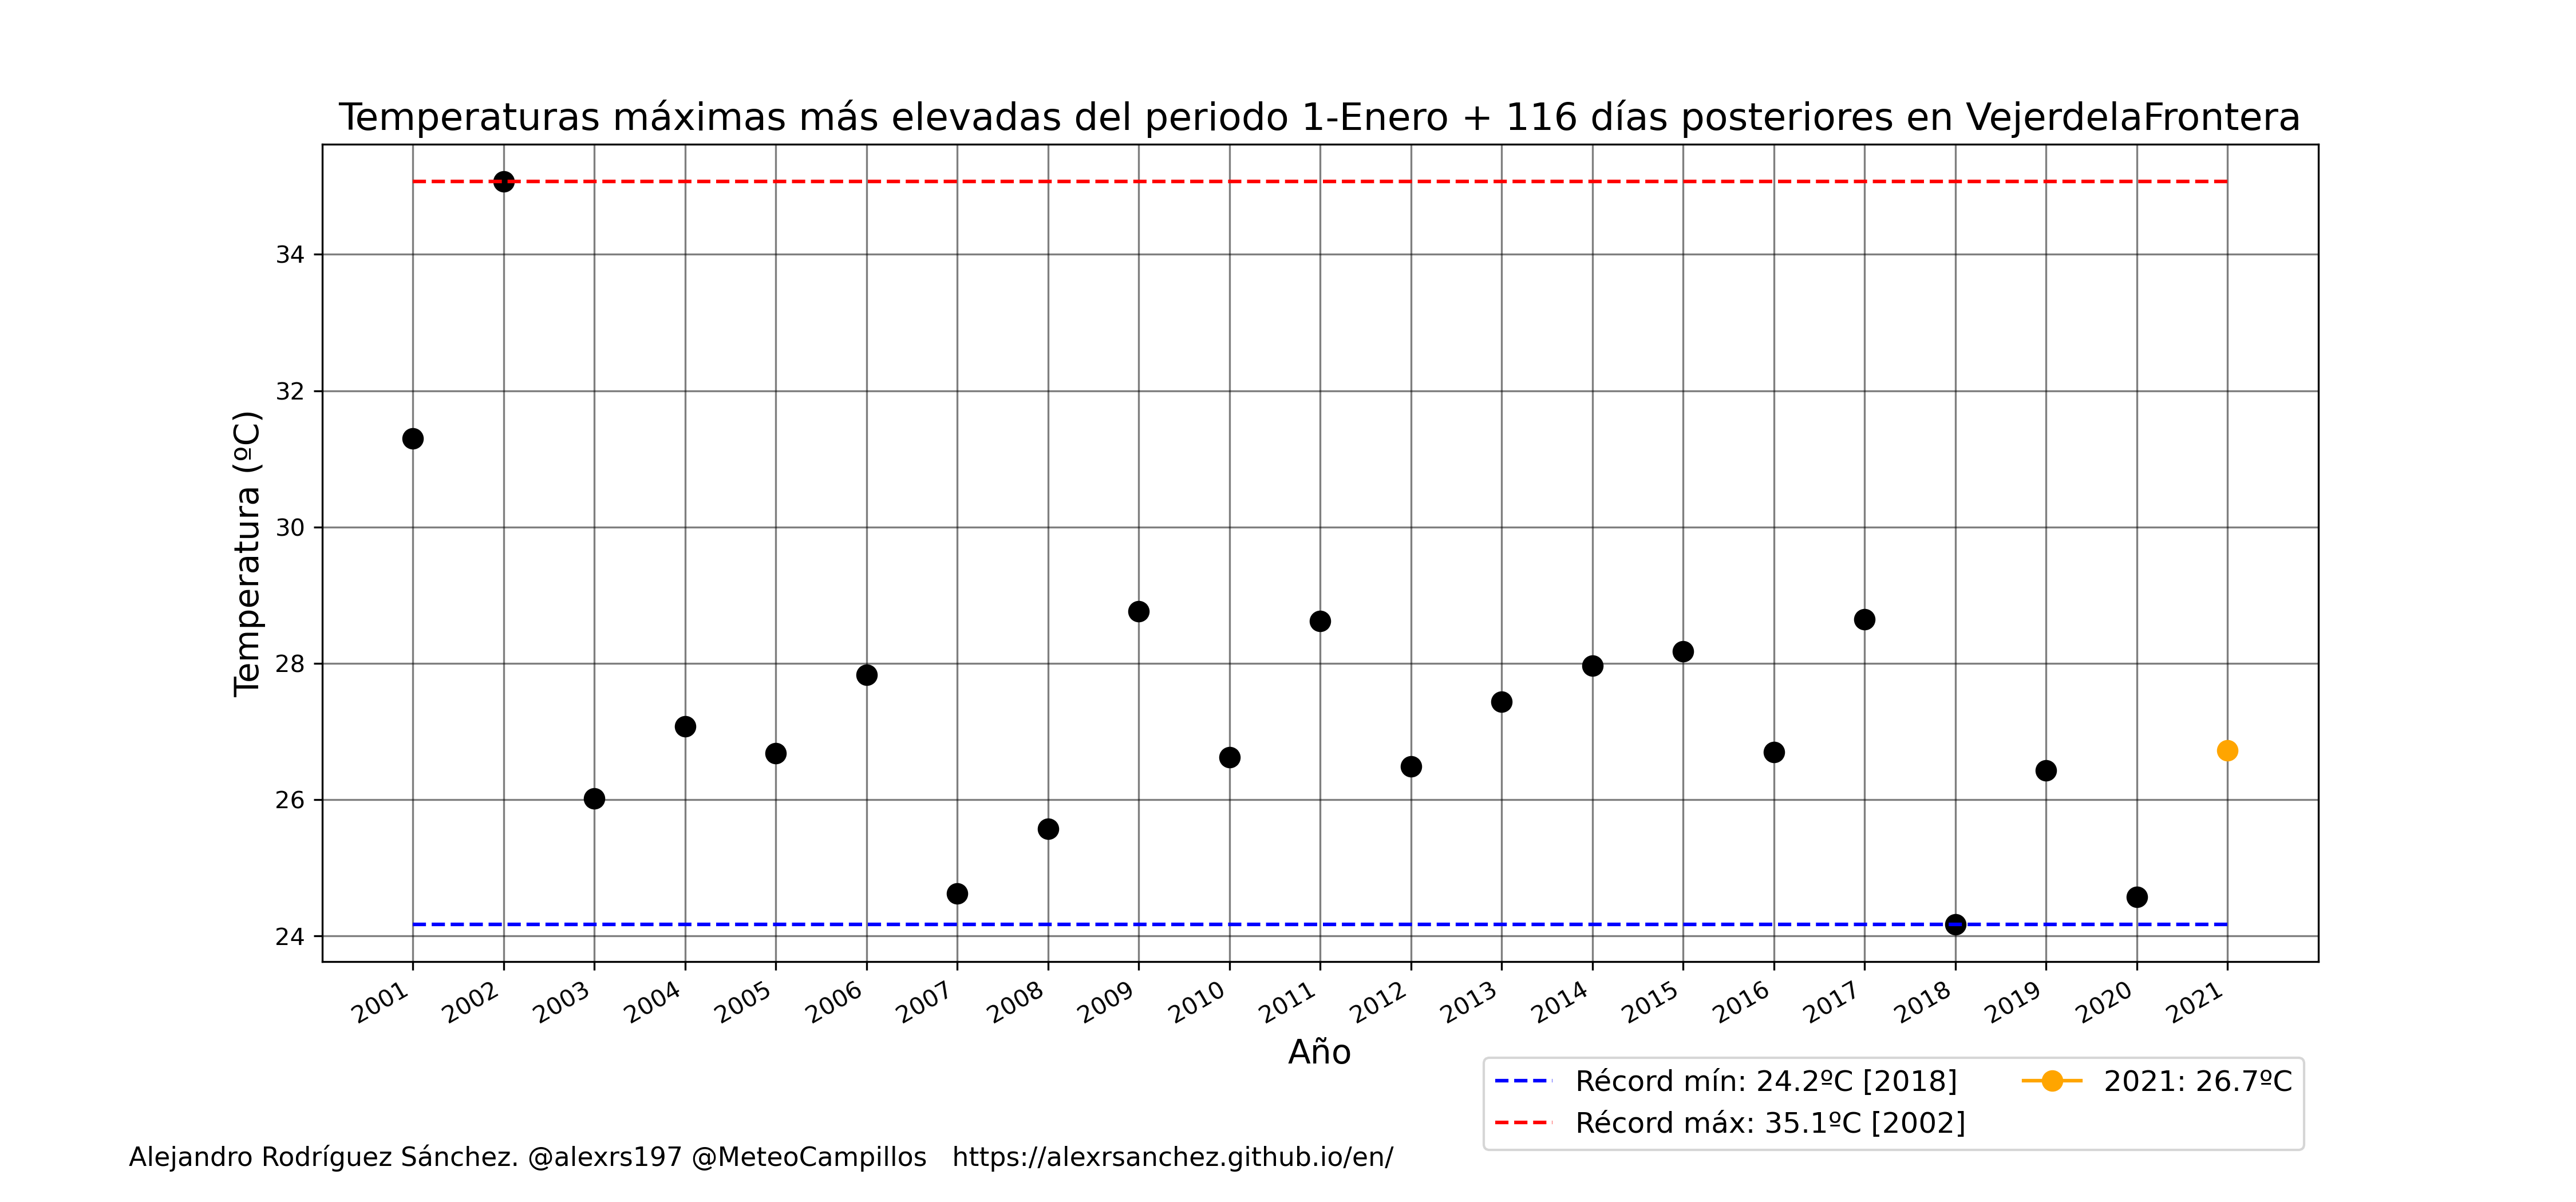 Temperaturas máximas más elevadas del periodo 1-Enero + 116 días posteriores en VejerdelaFrontera
Temperatura (ºC)
34
32
30
28
26
24
2001 2002 2003 2004 2005 2006 2007 2008 2009 2010 2011 2012 2013 2014 2015 2016 2017 2018 2019 2020 2021
Año
Récord mín: 24.2ºC [2018]
Récord máx: 35.1ºC [2002]
2021: 26.7ºC
Alejandro Rodríguez Sánchez. @alexrs197 @MeteoCampillos https://alexrsanchez.github.io/en/